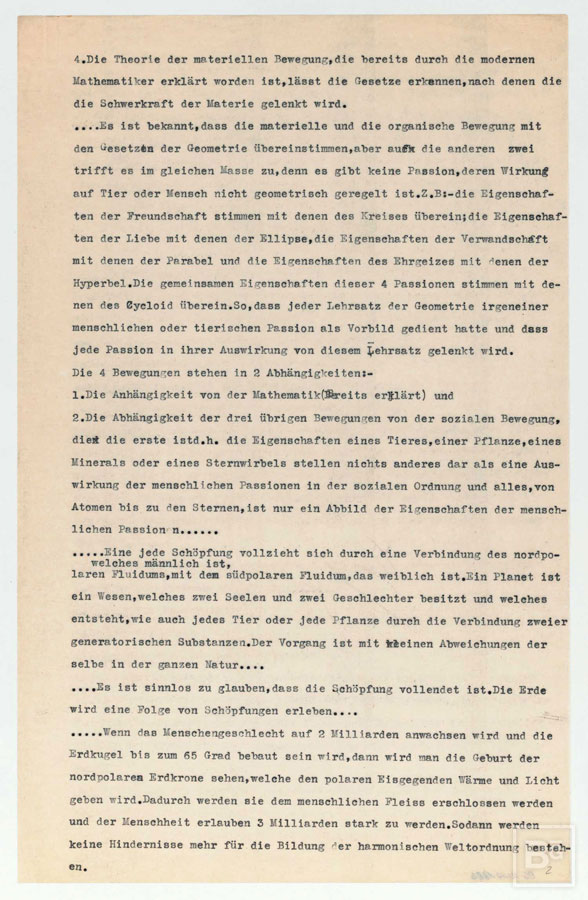 4.Die Theorie der materiellen Bewegung,die bereits durch die modernen
Mathematiker erklärt worden ist,lässt die Gesetze erkennen,nach denen die
die Schwerkraft der Materie gelenkt wird.
....Es ist bekannt,dass die materielle und die organische Bewegung mit
den Gesetzen der Geometrie übereinstimmen,aber auf die anderen zwei
trifft es im gleichen Masse zu,denn es gibt keine Passion,deren Wirkung
auf Tier oder Mensch nicht geometrisch geregelt ist.Z.B:-die Eigenschaf-
ten der Freundschaft stimmen mit denen des Kreises überein;die Eigenschaf-
ten der Liebe mit denen der Ellipse,die Eigenschaften der Verwandschaft
mit denen der Parabel und die Eigenschaften des Ehrgeizes mit denen der
Hyperbel.Die gemeinsamen Eigenschaften dieser 4 Passionen stimmen mit de-
nen des Cycloid überein.So,dass jeder Lehrsatz der Geometrie irgeneiner
menschlichen oder tierischen Passion als Vorbild gedient hatte und dass
jede Passion in ihrer Auswirkung von diesem Lehrsatz gelenkt wird.
Die 4 Bewegungen stehen in 2 Abhängigkeiten:-
1.Die Anhängigkeit von der Mathematik(Bereits erklärt) und
2.Die Abhängigkeit der drei übrigen Bewegungen von der sozialen Bewegung,
die die erste istd.h. die Eigenschaften eines Tieres,einer Pflanze,eines
Minerals oder eines Sternwirbels stellen nichts anderes dar als eine Aus-
wirkung der menschlichen Passionen in der sozialen Ordnung und alles,von
Atomen bis zu den Sternen,ist nur ein Abbild der Eigenschaften der mensch-
lichen Passion n......
.....Eine jede Schöpfung vollzieht sich durch eine Verbindung des nordpo-
welches männlich ist,
laren Fluidums,mit dem südpolaren Fluidum,das weiblich ist.Ein Planet ist
ein Wesen,welches zwei Seelen und zwei Geschlechter besitzt und welches
entsteht,wie auch jedes Tier oder jede Pflanze durch die Verbindung zweier
generatorischen Substanzen.Der Vorgang ist mit kleinen Abweichungen der
selbe in der ganzen Natur....
....Es ist sinnlos zu glauben,dass die Schöpfung vollendet ist.Die Erde
wird eine Folge von Schöpfungen erleben....
.....Wenn das Menschengeschlecht auf 2 Milliarden anwachsen wird und die
Erdkugel bis zum 65 Grad bebaut sein wird,dann wird man die Geburt der
nordpolaren Erdkrone sehen,welche den polaren Eisgegenden Wärme und Licht
geben wird.Dadurch werden sie dem menschlichen Fleiss erschlossen werden
und der Menschheit erlauben 3 Milliarden stark zu werden.Sodann werden
keine Hindernisse mehr für die Bildung der harmonischen Weltordnung besteh-
en.
2